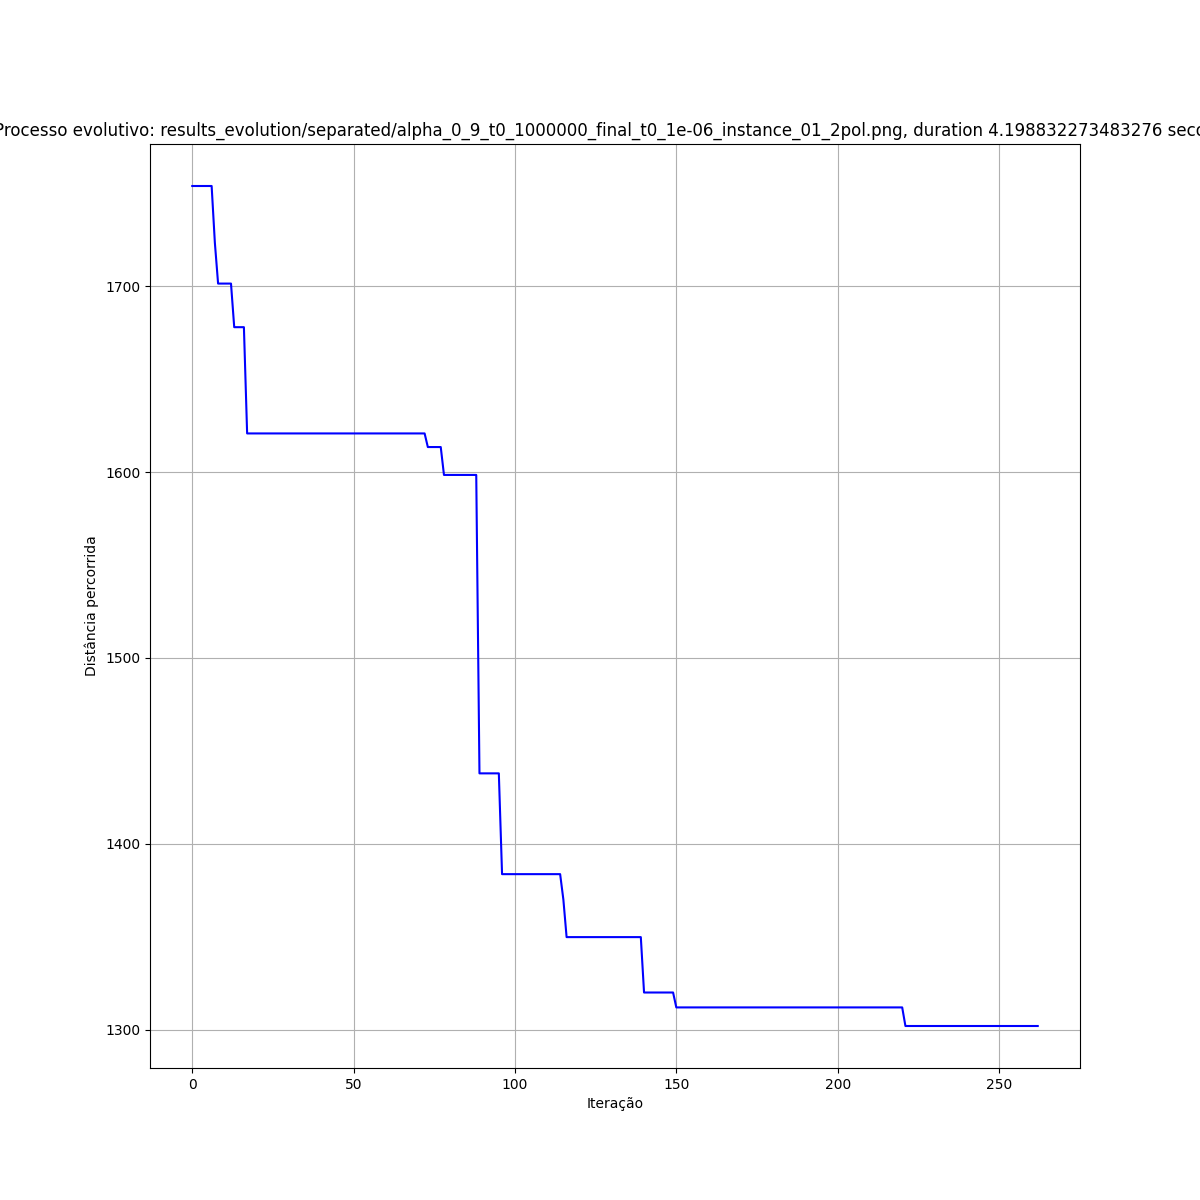 Processo evolutivo: results_evolution/separated/alpha_0_9_t0_1000000_final_t0_1e-06_instance_01_2pol.png, duration 4.198832273483276
1700
1600
1500
1400
1300
Distância percorrida
0 50 100 150 200 250
Iteração